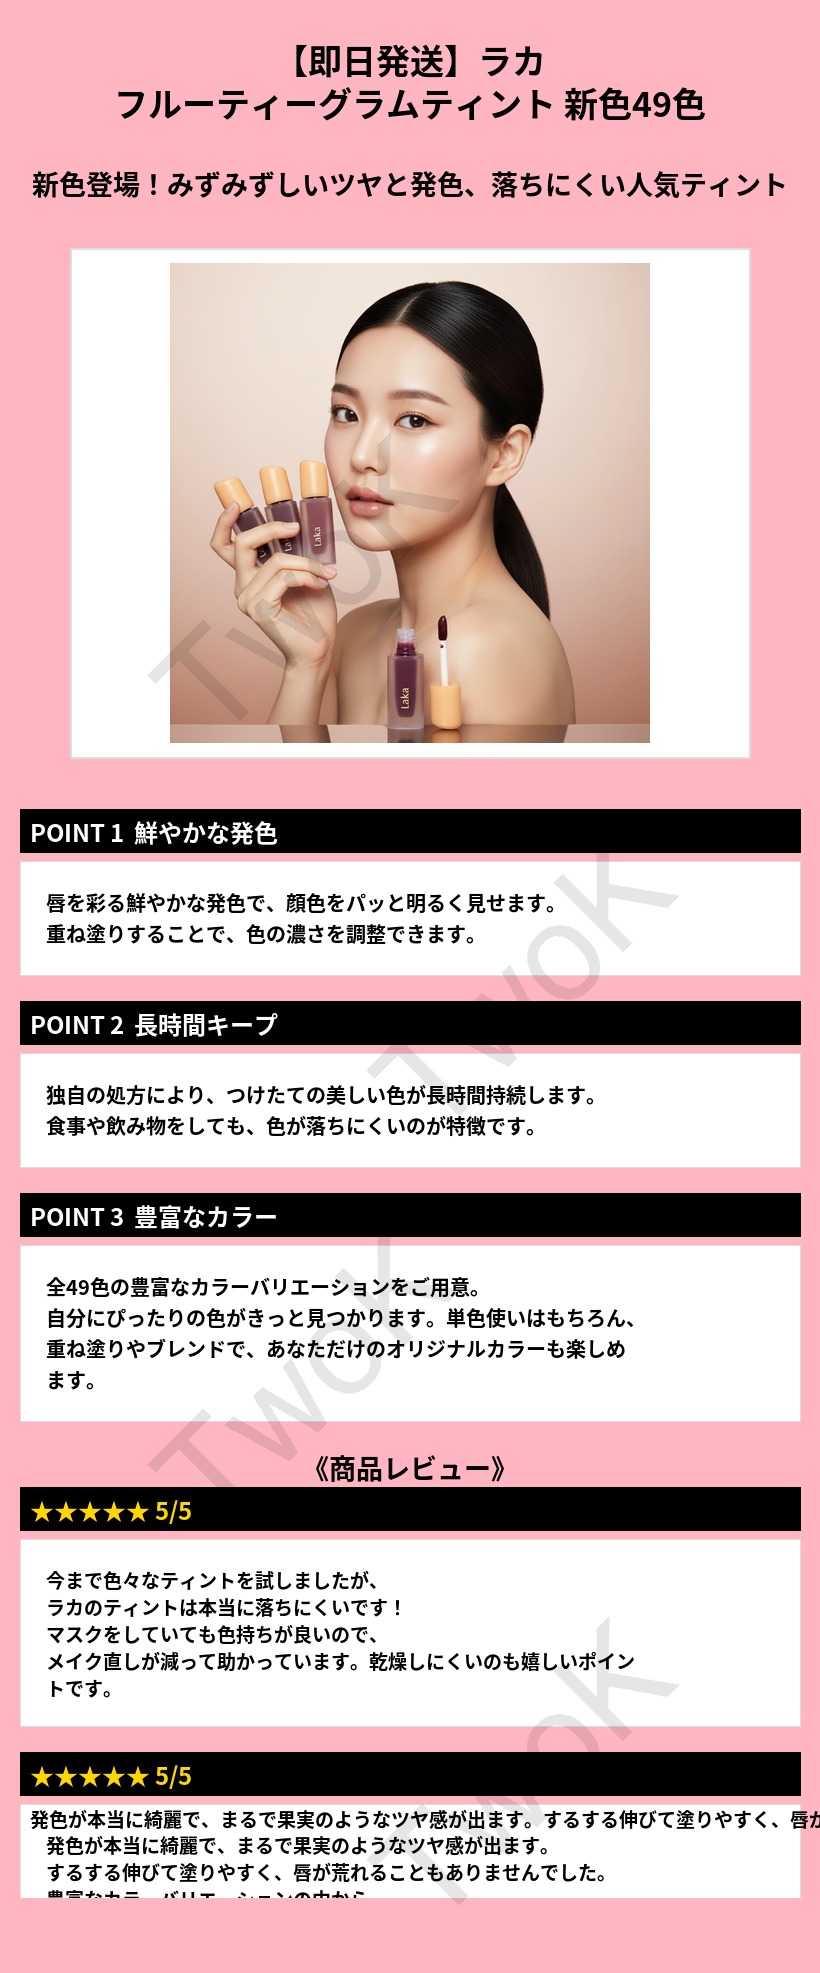 【即日発送】ラカ
フルーティーグラムティント 新色49色
新色登場！みずみずしいツヤと発色、落ちにくい人気ティント
Laka
La
Laka
TwoK
POINT 1 鮮やかな発色
唇を彩る鮮やかな発色で、顔色をパッと明るく見せます。
重ね塗りすることで、色の濃さを調整できます。
TwoK
POINT 2 長時間キープ
独自の処方により、つけたての美しい色が長時間持続します。
食事や飲み物をしても、色が落ちにくいのが特徴です。
POINT 3 豊富なカラー
全49色の豊富なカラーバリエーションをご用意。
自分にぴったりの色がきっと見つかります。単色使いはもちろん、
重ね塗りやブレンドで、あなただけのオリジナルカラーも楽しめ
ます。
TwoK
《商品レビュー》
★★★★★ 5/5
今まで色々なティントを試しましたが、
ラカのティントは本当に落ちにくいです！
マスクをしていても色持ちが良いので、
メイク直しが減って助かっています。乾燥しにくいのも嬉しいポイン
トです。
TwoK
★★★★★ 5/5
発色が本当に綺麗で、まるで果実のようなツヤ感が出ます。するする伸びて塗りやすく、唇が
発色が本当に綺麗で、まるで果実のようなツヤ感が出ます。
するする伸びて塗りやすく、唇が荒れることもありませんでした。
豊富なカラーバリエーションの中から